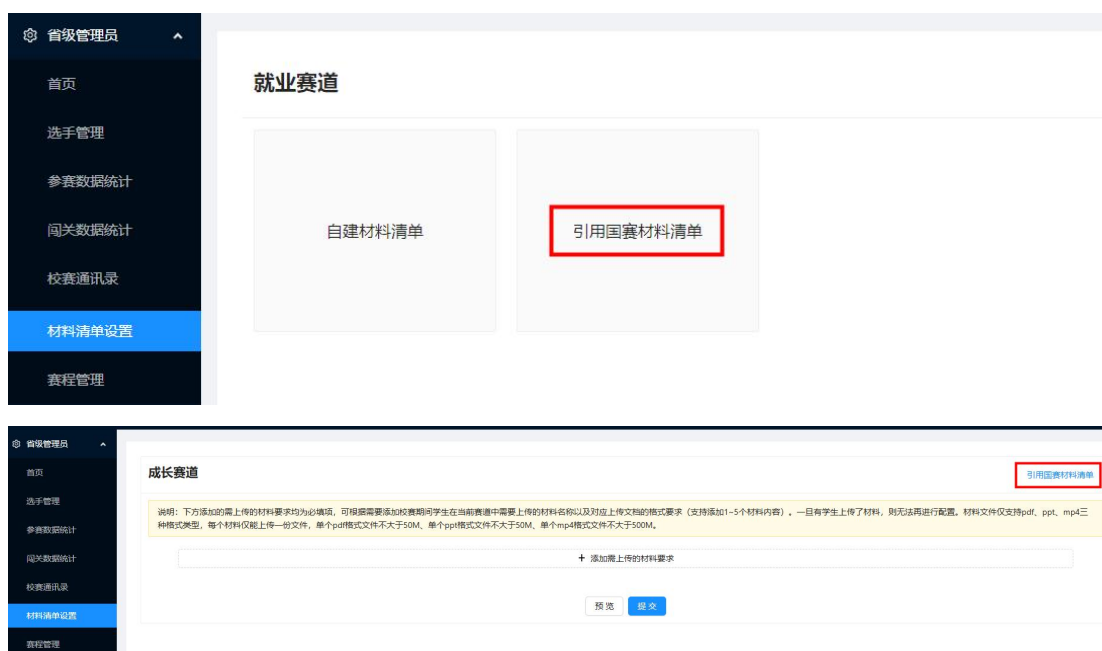 省级管理员
首页
选手管理
参赛数据统计
闯关数据统计
校赛通讯录
材料清单设置
赛程管理
就业赛道
自建材料清单
引用国赛材料清单
省级管理员
首页
选手管理
参赛数据统计
闯关数据统计
校赛通讯录
材料清单设置
赛程管理
成长赛道
引用国赛材料清单
说明：下方添加的需上传的材料要求均为必填项，可根据需要添加校赛期间学生在当前赛道中需要上传的材料名称以及对应上传文档的格式要求（支持添加1~5个材料内容）。一旦有学生上传了材料，则无法再进行配置。材料文件仅支持pdf、ppt、mp4三
种格式类型，每个材料仅能上传一份文件，单个pdf格式文件不大于50M、单个ppt格式文件不大于50M、单个mp4格式文件不大于500M。
+ 添加需上传的材料要求
预览 提交